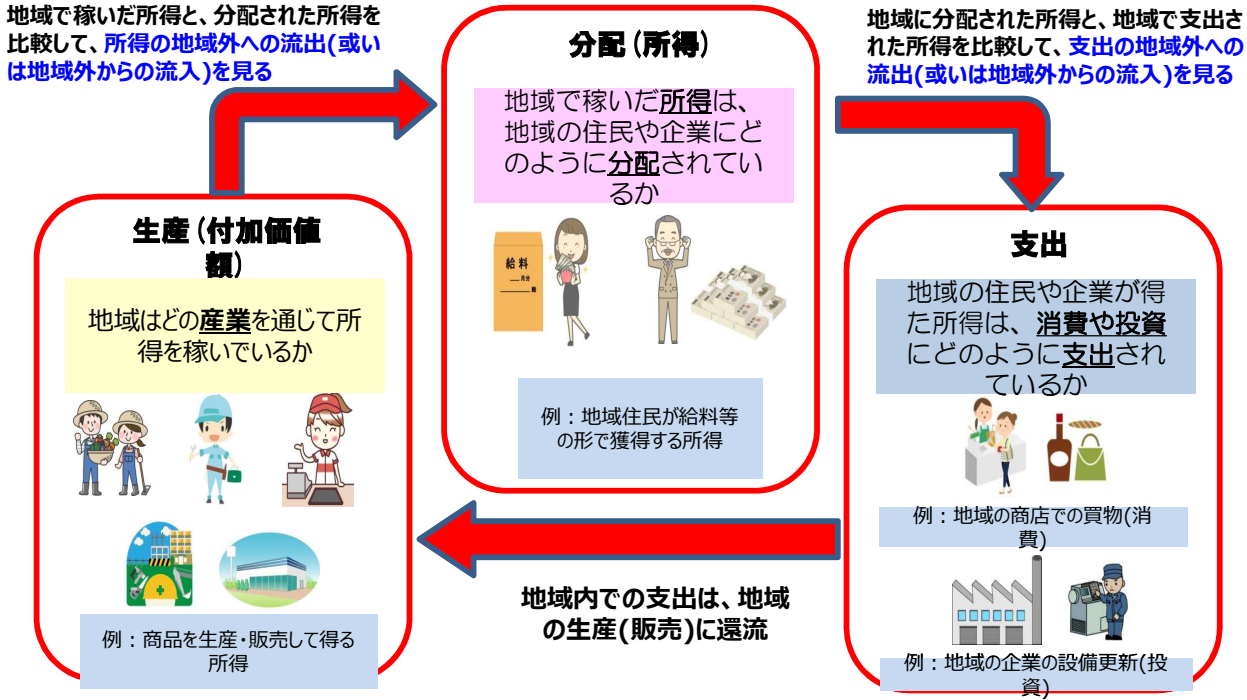 地域で稼いだ所得と、分配された所得を
比較して、所得の地域外への流出(或い
は地域外からの流入)を見る
分配(所得)
地域で稼いだ所得は、
地域の住民や企業にど
のように分配されてい
るか
給料
月分
殿
例：地域住民が給料等
の形で獲得する所得
地域に分配された所得と、地域で支出さ
れた所得を比較して、支出の地域外への
流出(或いは地域外からの流入)を見る
生産(付加価値
額)
地域はどの産業を通じて所
得を稼いでいるか
例：商品を生産・販売して得る
所得
支出
地域の住民や企業が得
た所得は、消費や投資
にどのように支出され
ているか
例：地域の商店での買物(消
費)
例：地域の企業の設備更新(投
資)
地域内での支出は、地域
の生産(販売)に還流